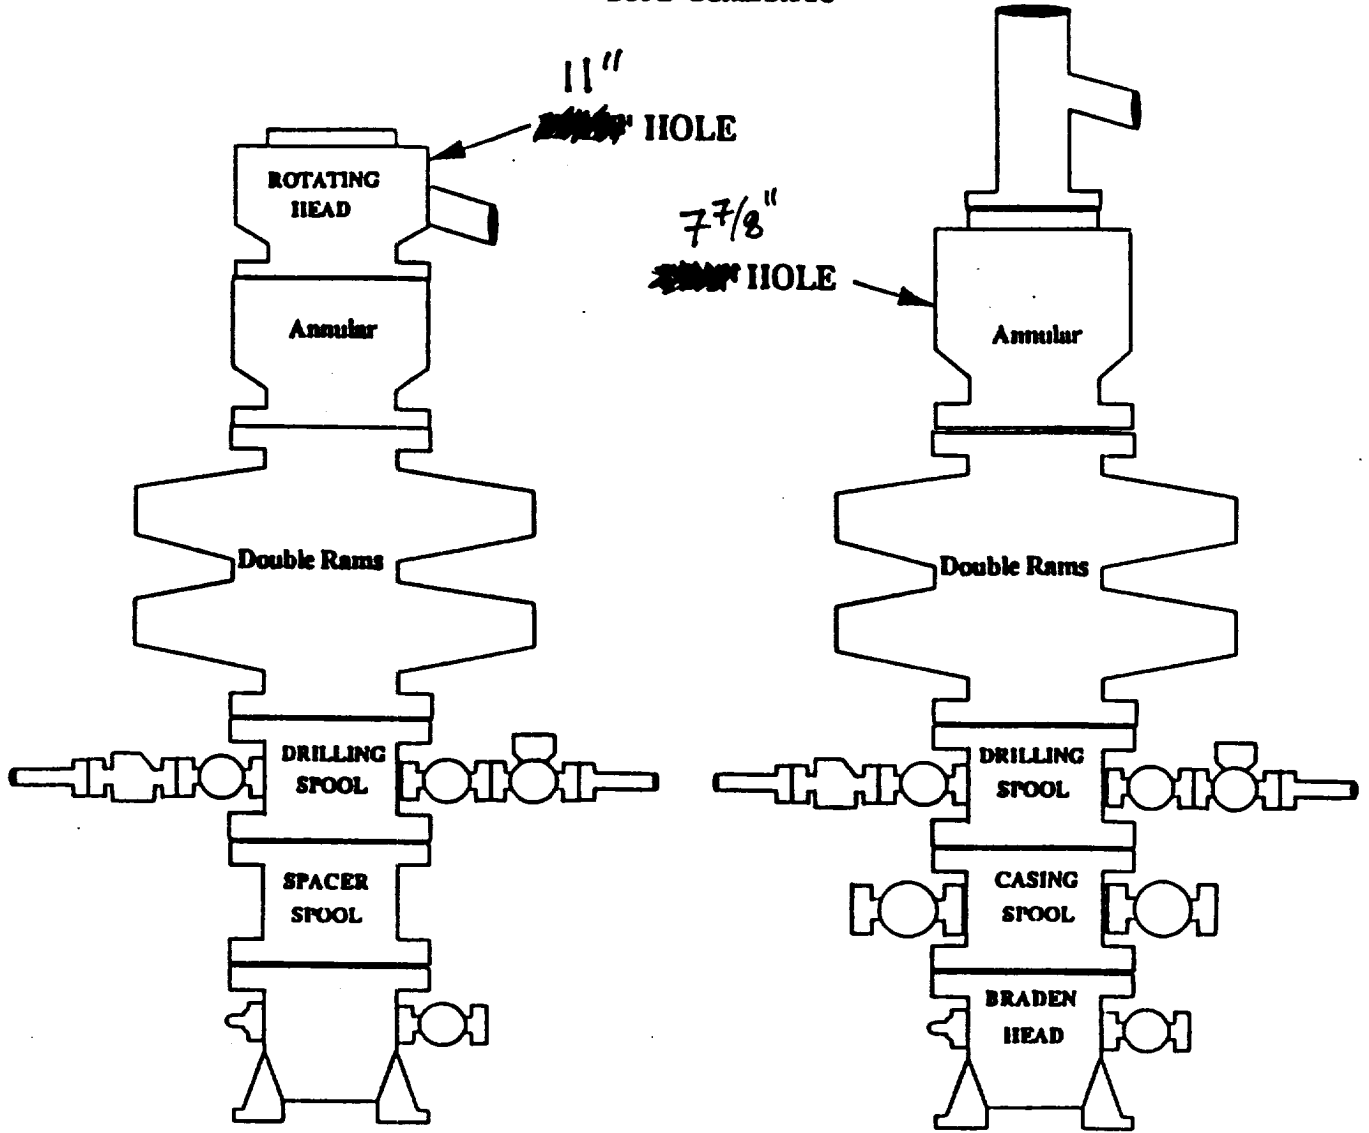 11"
HOLE
ROTATING
HEAD
7 7/8"
HOLE
Annular
Annular
Double Rams
Double Rams
DRILLING
SPOOL
DRILLING
SPOOL
SPACER
SPOOL
CASING
SPOOL
BRADEN
HEAD